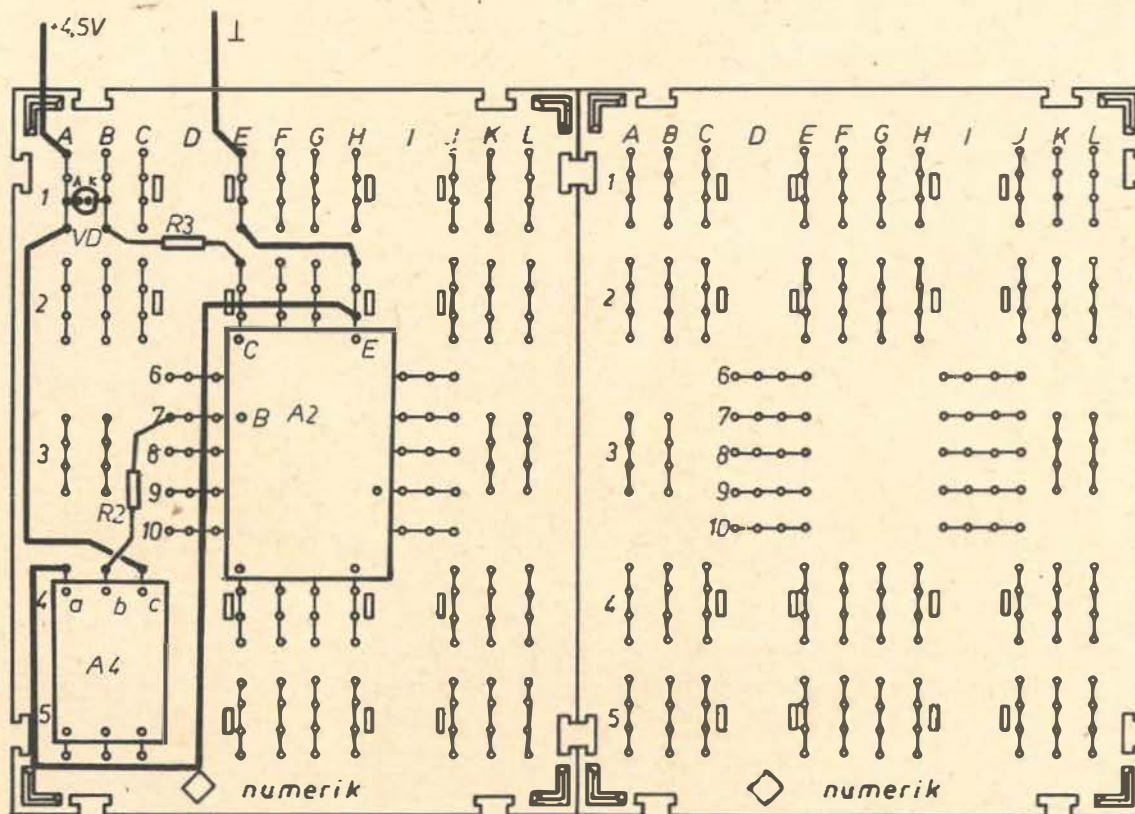 +4,5V ⊥
A B C D E F G H I J K L A B C D E F G H I J K L
A K
1 1
VD R3
2 2
C E
6 6
7 B A2 7
3 8 3 8
R2 9 9
10 10
4 a b c 4
A4
5 5
numerik numerik